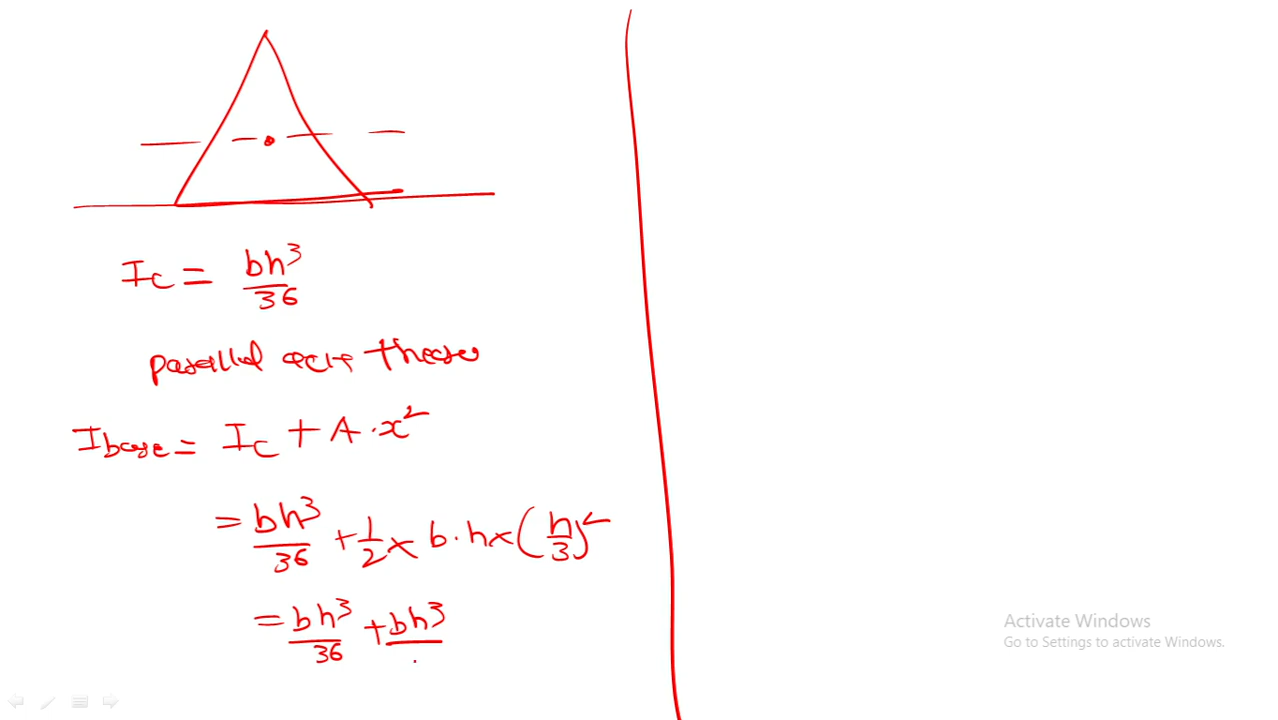 Ic = bh³/36
parallel axis theore
Ibase = Ic + A·x²
= bh³/36 + 1/2 × b·h × (h/3)²
= bh³/36 + bh³/
Activate Windows
Go to Settings to activate Windows.